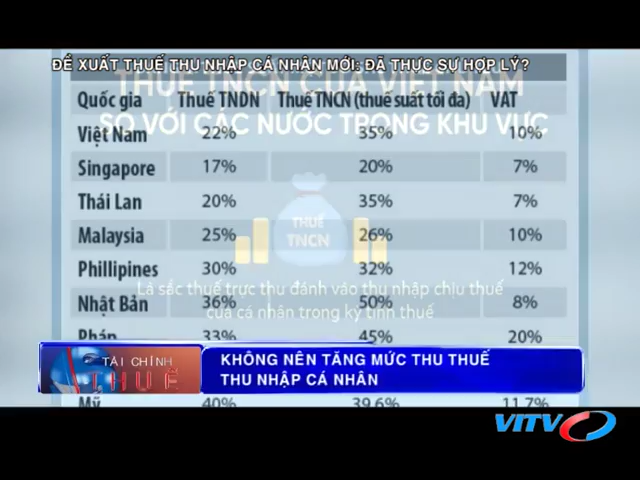 ĐỀ XUẤT THUẾ THU NHẬP CÁ NHÂN MỚI: ĐÃ THỰC SỰ HỢP LÝ?
THUẾ TNCN CỦA VIỆT NAM
Quốc gia Thuế TNDN Thuế TNCN (thuế suất tối đa) VAT
SO VỚI CÁC NƯỚC TRONG KHU VỰC
Việt Nam 22% 35% 10%
Singapore 17% 20% 7%
Thái Lan 20% 35% 7%
THUẾ
TNCN
Malaysia 25% 26% 10%
Phillipines 30% 32% 12%
Là sắc thuế trực thu đánh vào thu nhập chịu thuế
Nhật Bản 36% 50% 8%
của cá nhân trong kỳ tính thuế
Pháp 33% 45% 20%
TÀI CHÍNH
THUẾ
KHÔNG NÊN TĂNG MỨC THU THUẾ
THU NHẬP CÁ NHÂN
Mỹ 40% 39.6% 11.7%
VITV